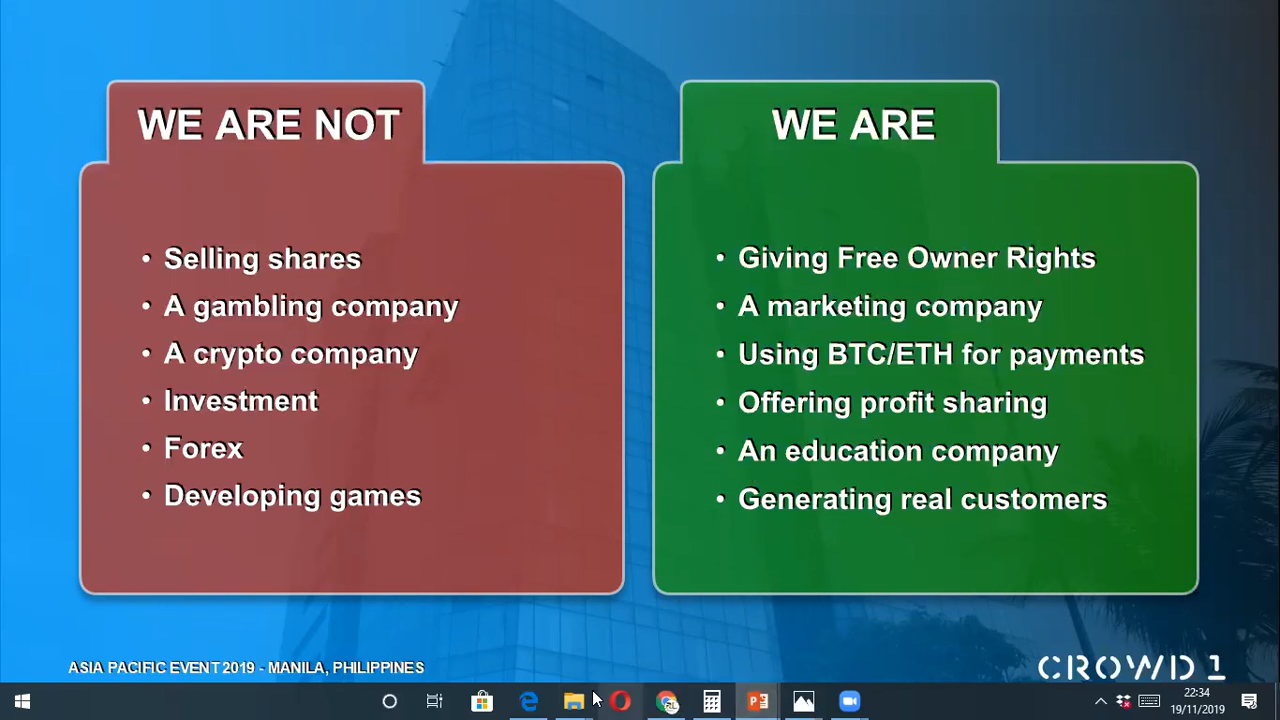 WE ARE NOT
Selling shares
A gambling company
A crypto company
Investment
Forex
Developing games
WE ARE
Giving Free Owner Rights
A marketing company
Using BTC/ETH for payments
Offering profit sharing
An education company
Generating real customers
ASIA PACIFIC EVENT 2019 - MANILA, PHILIPPINES
CROWD1
22:34
19/11/2019